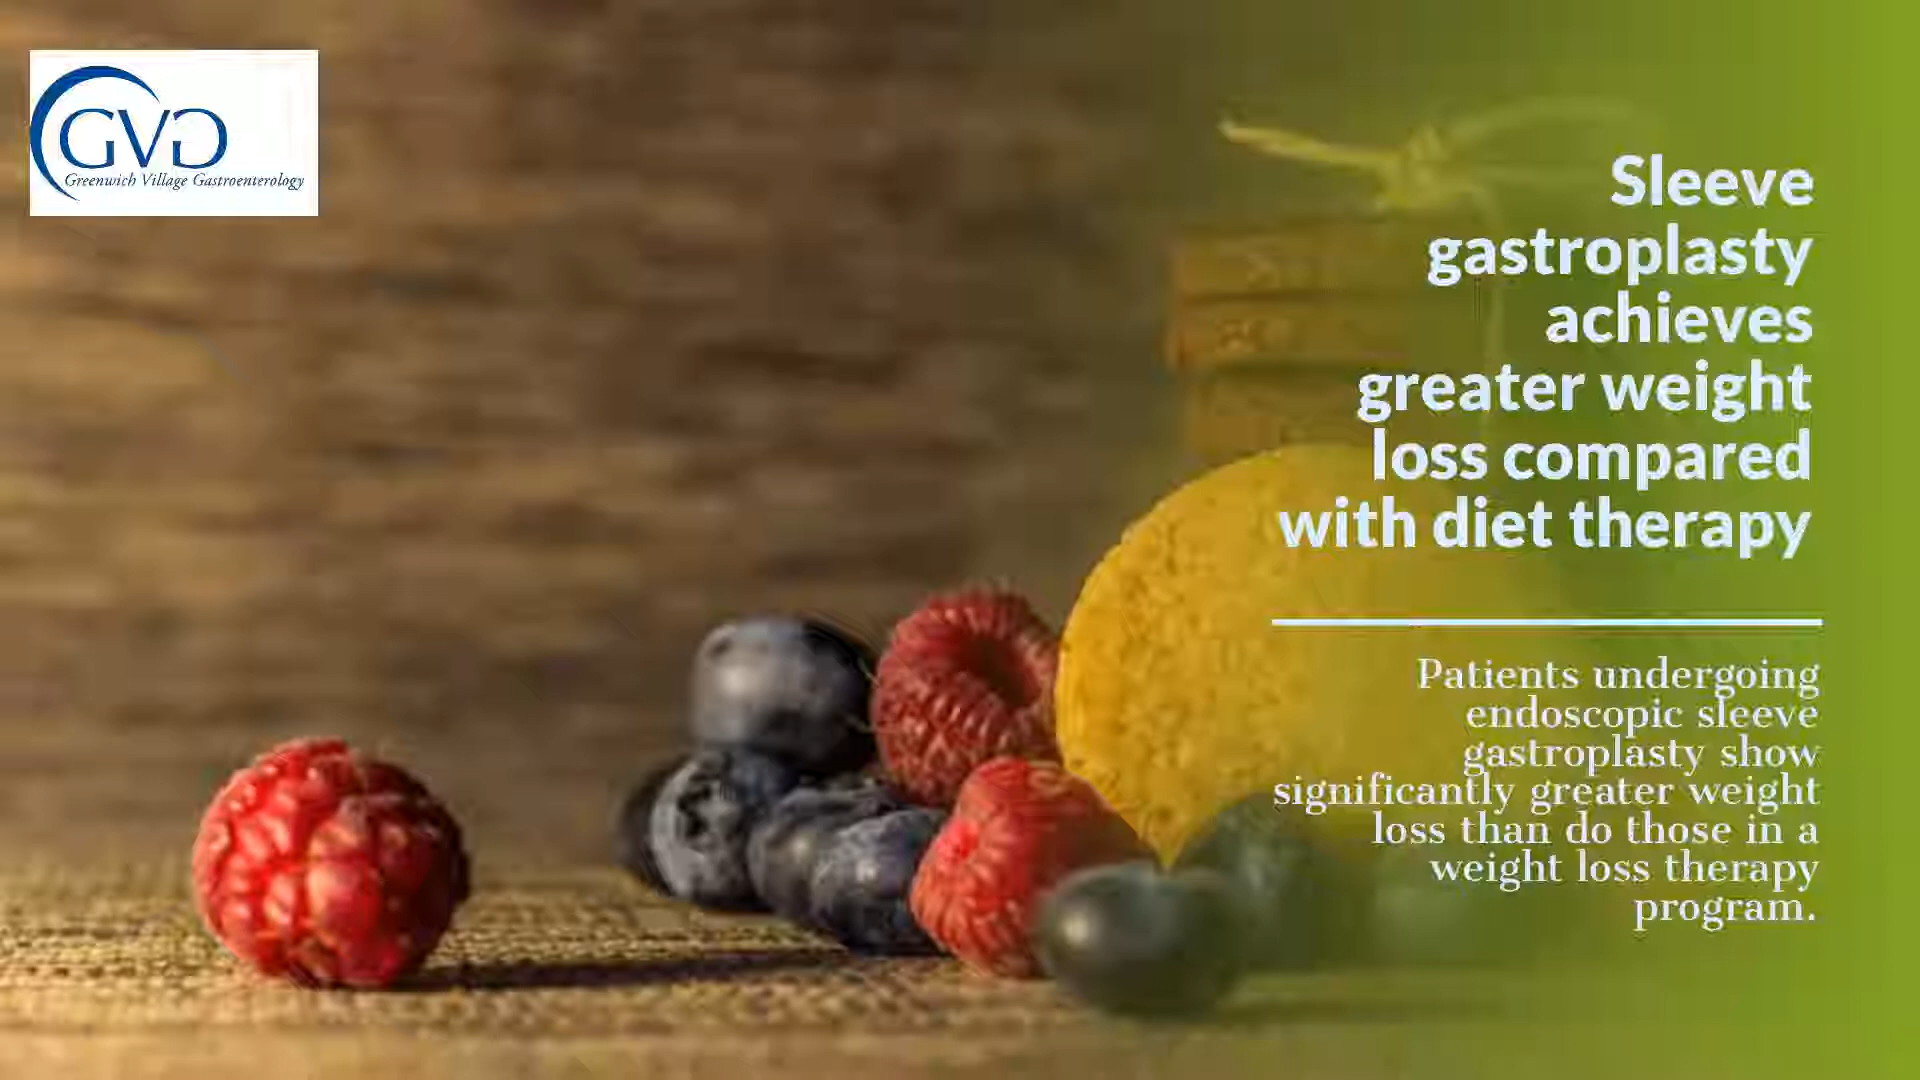 GVG
Greenwich Village Gastroenterology
Sleeve
gastroplasty
achieves
greater weight
loss compared
with diet therapy
Patients undergoing
endoscopic sleeve
gastroplasty show
significantly greater weight
loss than do those in a
weight loss therapy
program.